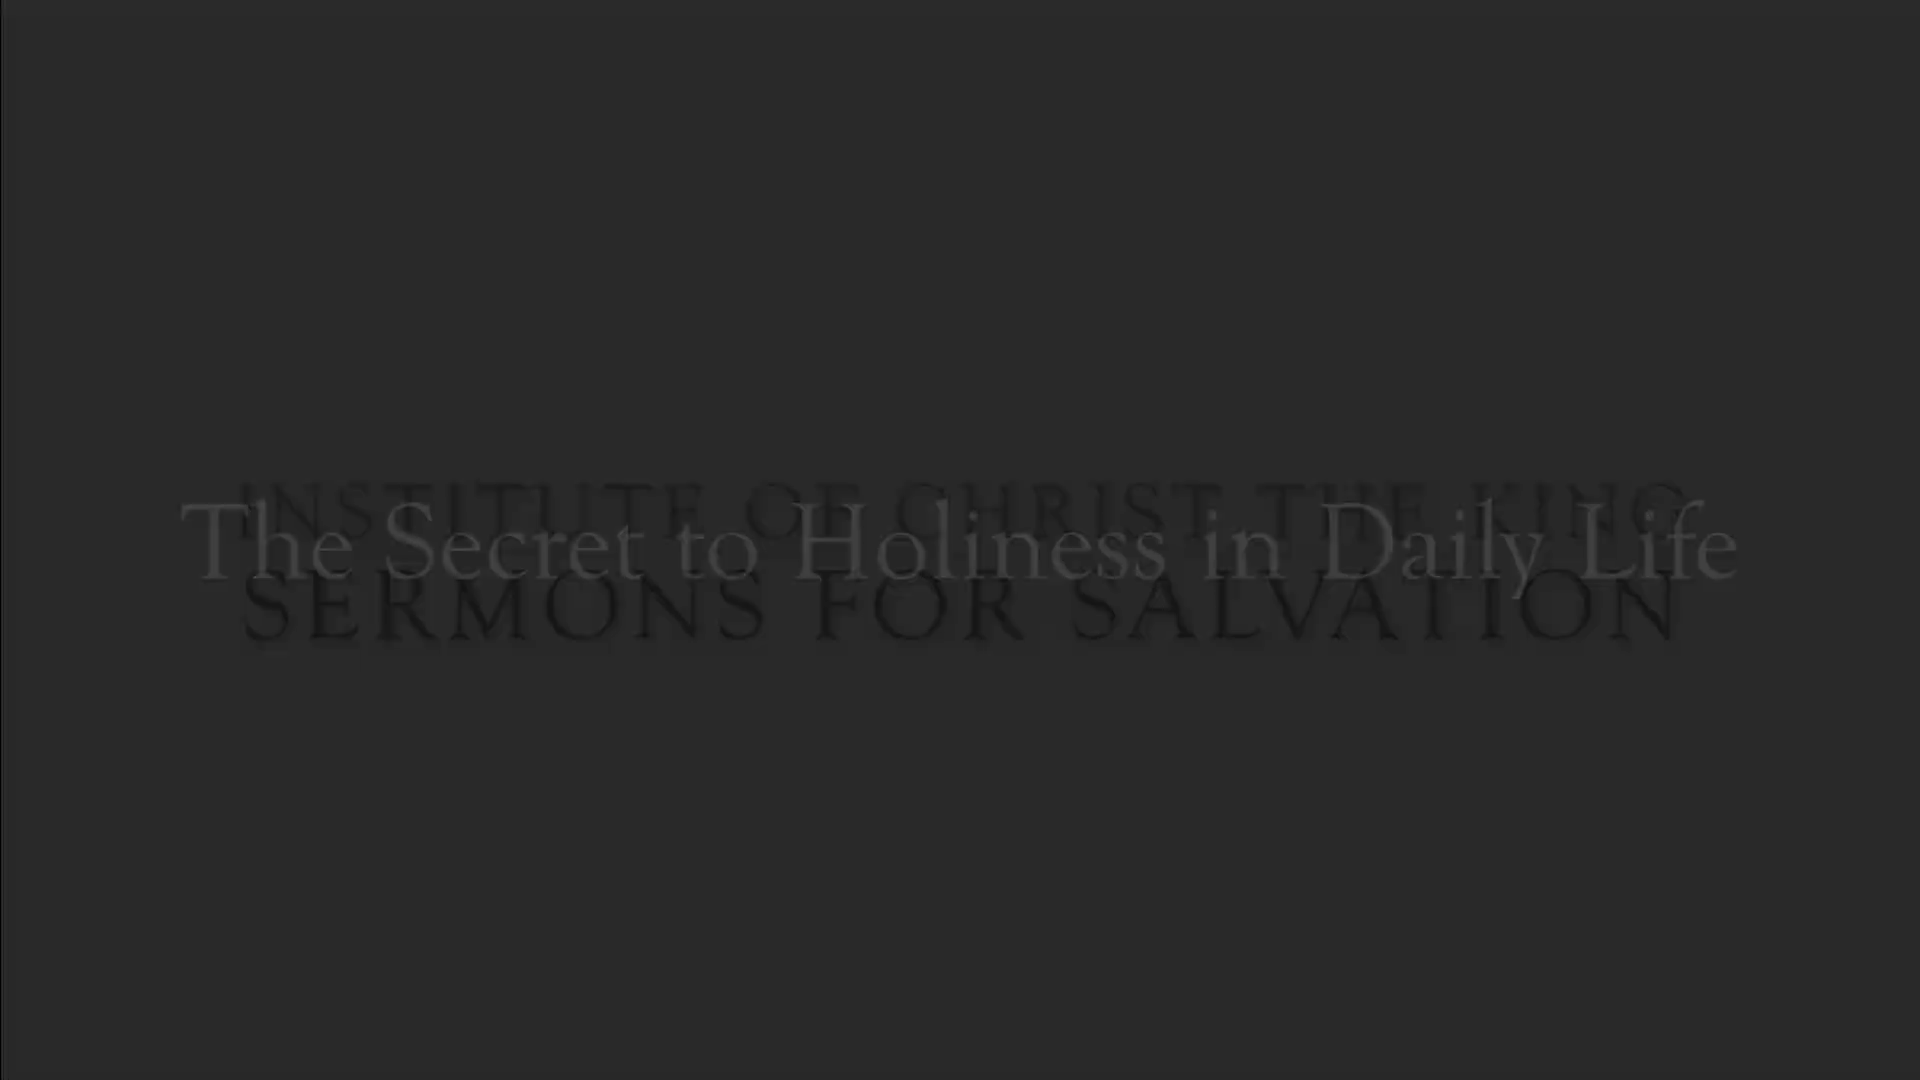 INSTITUTE OF CHRIST THE KING
The Secret to Holiness in Daily Life
SERMONS FOR SALVATION